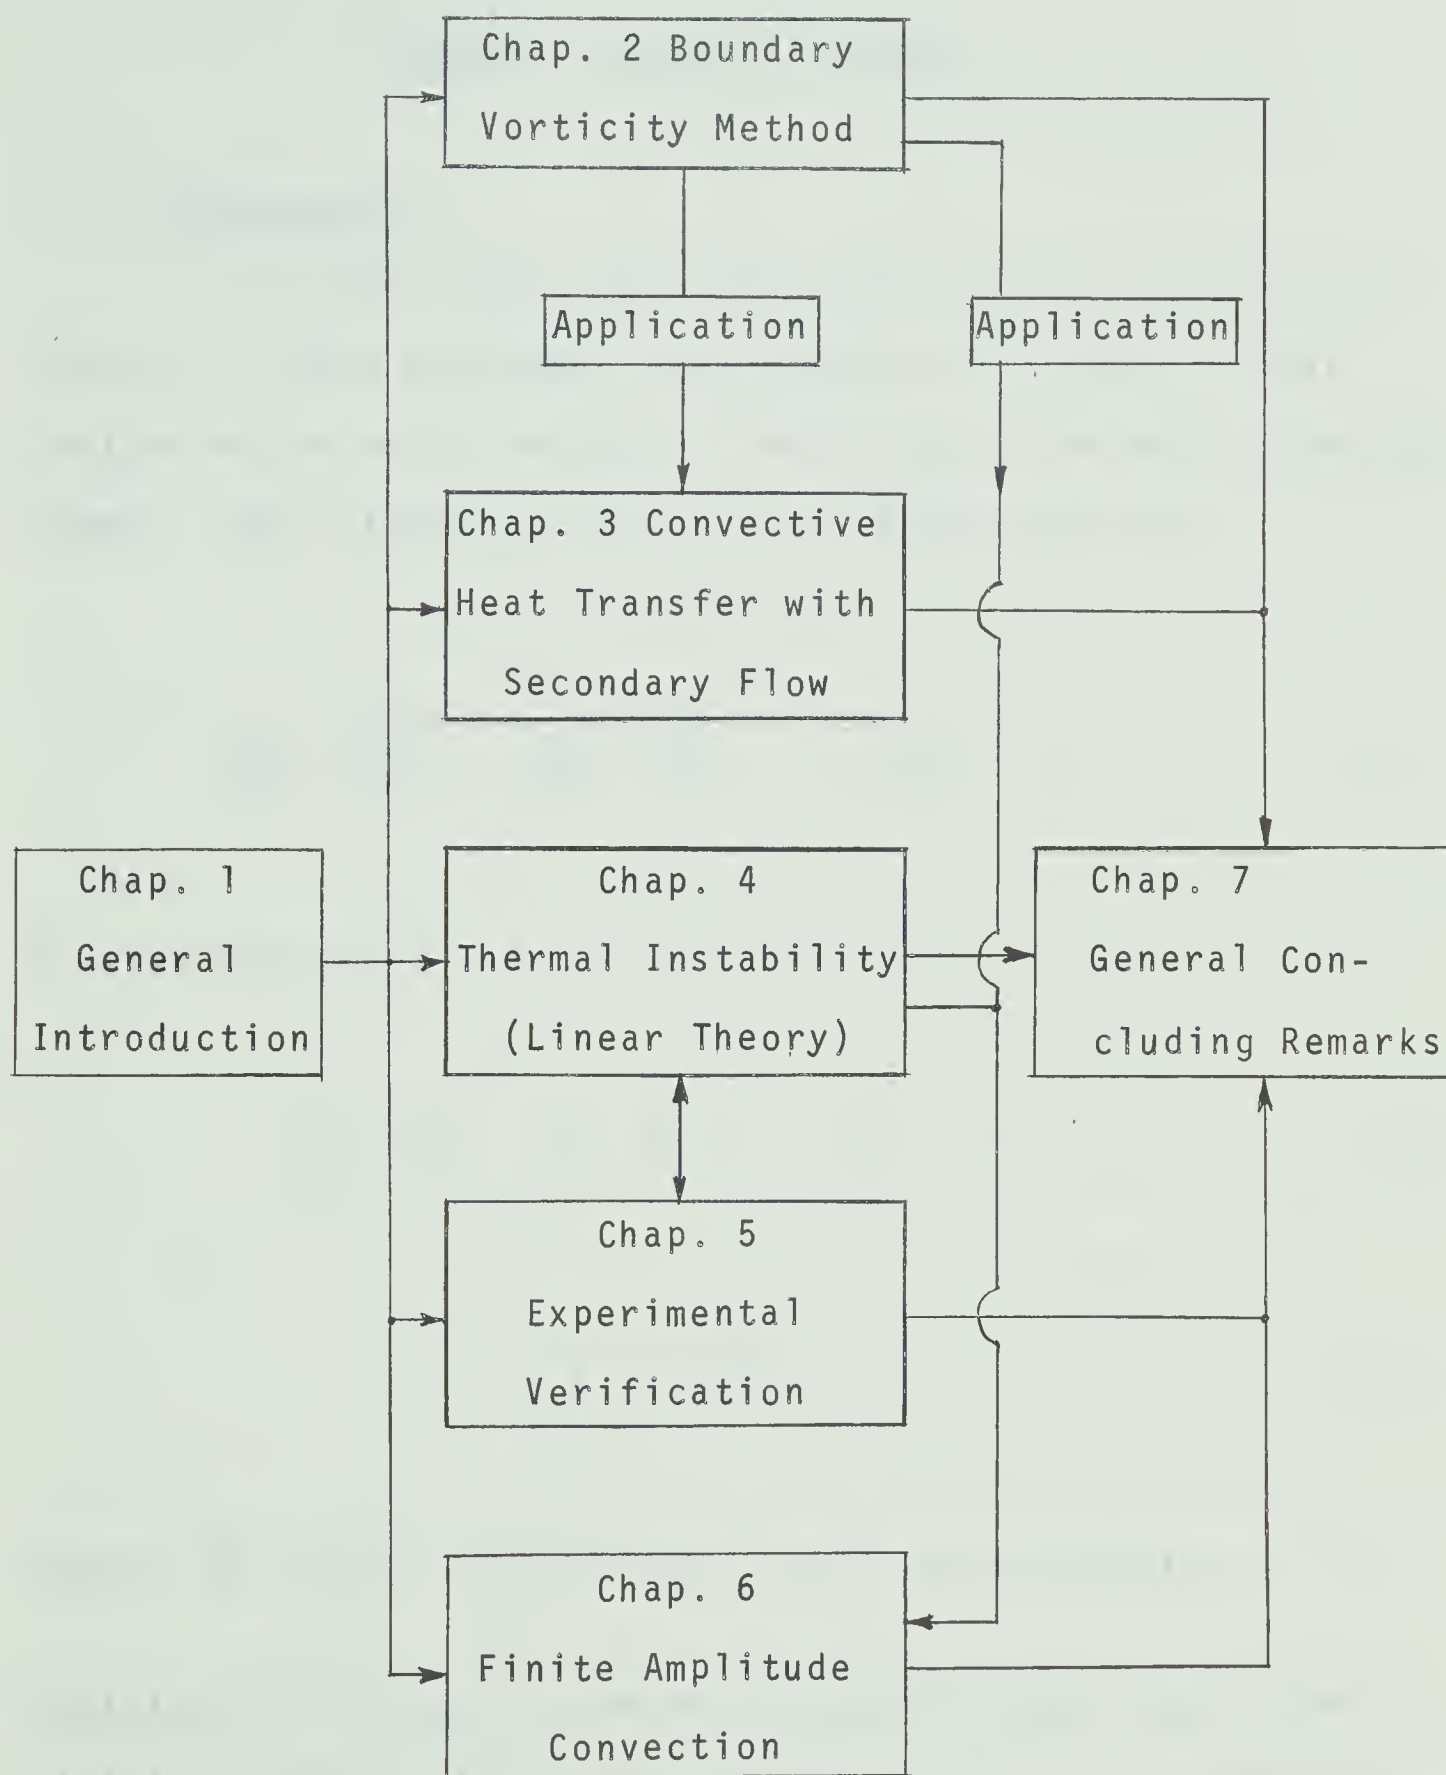 Chap. 2 Boundary
Vorticity Method
Application
Application
Chap. 3 Convective
Heat Transfer with
Secondary Flow
Chap. 1
General
Introduction
Chap. 4
Thermal Instability
(Linear Theory)
Chap. 7
General Con-
cluding Remarks
Chap. 5
Experimental
Verification
Chap. 6
Finite Amplitude
Convection